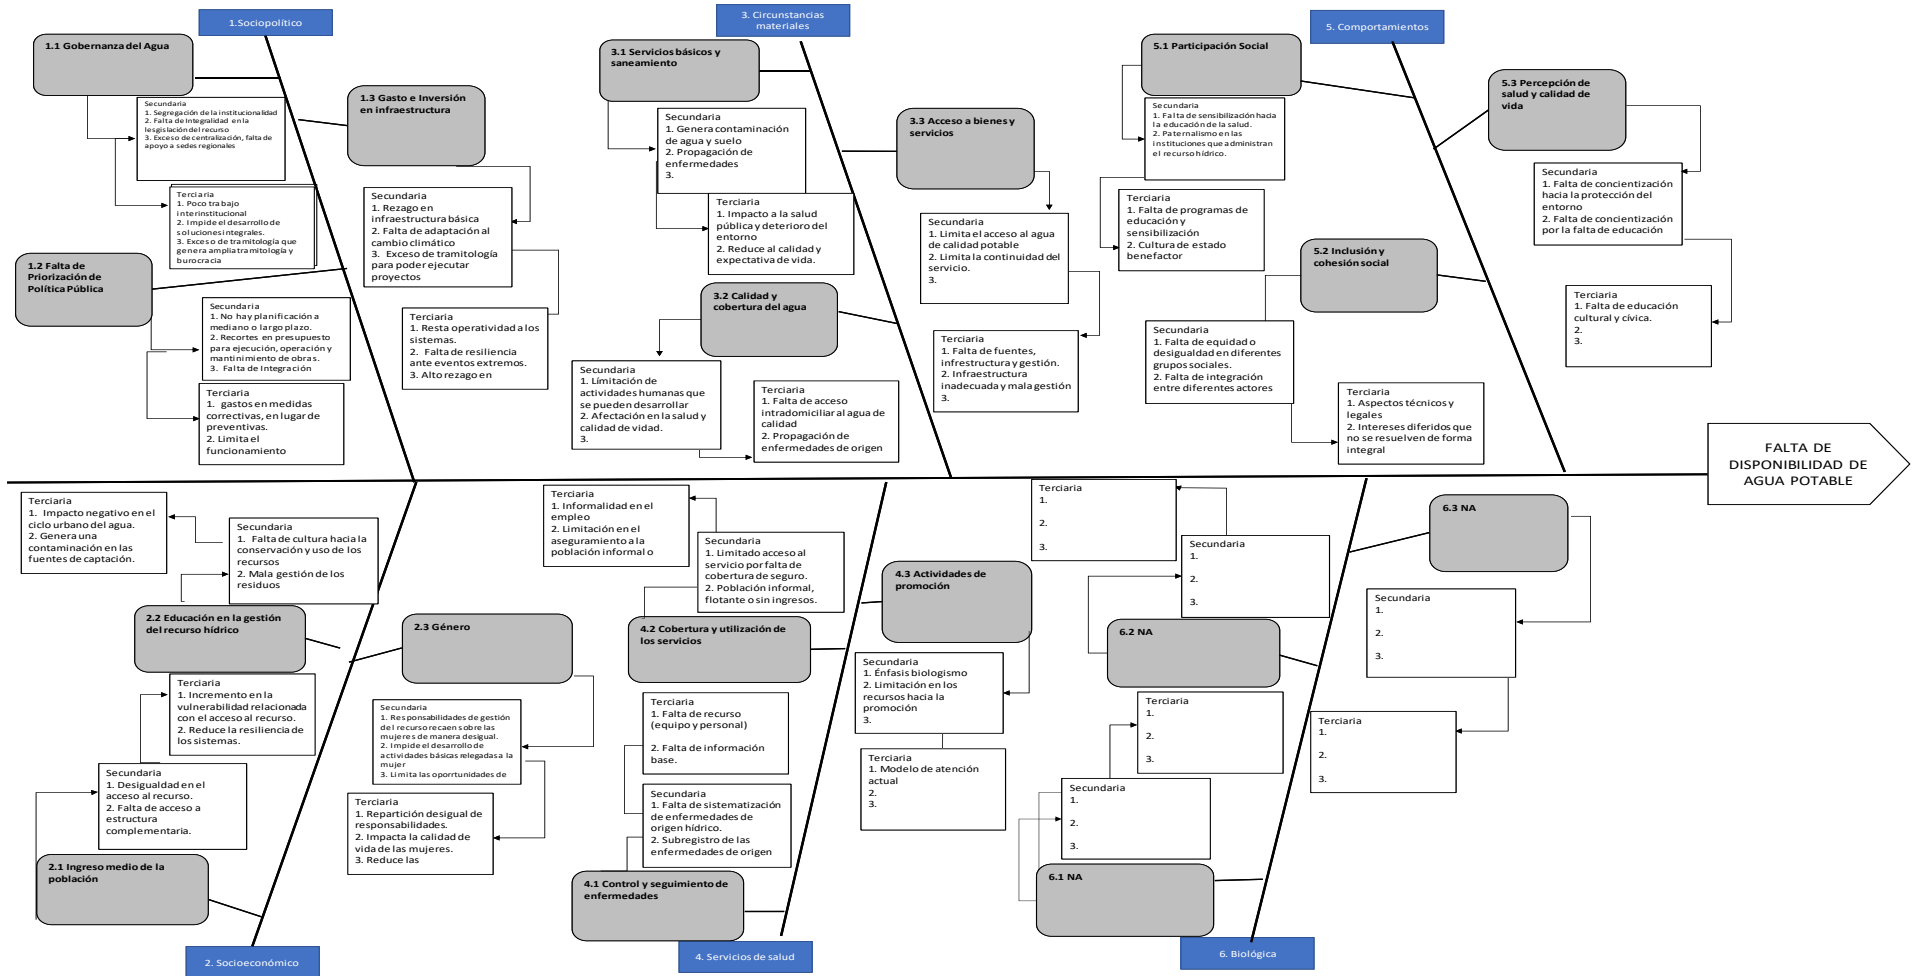 1.Sociopolítico
1.1 Gobernanza del Agua
Secundaria
1. Segregación de la institucionalidad
2. Falta de Integralidad en la
lesgislación del recurso
3. Exceso de centralización, falta de
apoyo a sedes regionales
Terciaria
1. Poco trabajo
interinstitucional
2. Impide el desarrollo de
soluciones integrales.
3. Exceso de tramitología que
genera amplia tramitología y
burocracia
1.2 Falta de
Priorización de
Política Pública
Secundaria
1. No hay planificación a
mediano o largo plazo.
2. Recortes en presupuesto
para ejecución, operación y
mantinimiento de obras.
3. Falta de Integración
Terciaria
1. gastos en medidas
correctivas, en lugar de
preventivas.
2. Limita el
funcionamiento
1.3 Gasto e Inversión
en infraestructura
Secundaria
1. Rezago en
infraestructura básica
2. Falta de adaptación al
cambio climático
3. Exceso de tramitología
para poder ejecutar
proyectos
Terciaria
1. Resta operatividad a los
sistemas.
2. Falta de resiliencia
ante eventos extremos.
3. Alto rezago en
3. Circunstancias
materiales
3.1 Servicios básicos y
saneamiento
Secundaria
1. Genera contaminación
de agua y suelo
2. Propagación de
enfermedades
3.
Terciaria
1. Impacto a la salud
pública y deterioro del
entorno
2. Reduce al calidad y
expectativa de vida.
3.2 Calidad y
cobertura del agua
Secundaria
1. Límitación de
actividades humanas que
se pueden desarrollar
2. Afectación en la salud y
calidad de vidad.
3.
Terciaria
1. Falta de acceso
intradomiciliar al agua de
calidad
2. Propagación de
enfermedades de origen
3.3 Acceso a bienes y
servicios
Secundaria
1. Limita el acceso al agua
de calidad potable
2. Limita la continuidad del
servicio.
3.
Terciaria
1. Falta de fuentes,
infrestructura y gestión.
2. Infraestructura
inadecuada y mala gestión
3.
5. Comportamientos
5.1 Participación Social
Secundaria
1. Falta de sensibilización hacia
la educación de la salud.
2. Paternalismo en las
instituciones que administran
el recurso hídrico.
Terciaria
1. Falta de programas de
educación y
sensibilización
2. Cultura de estado
benefactor
5.2 Inclusión y
cohesión social
Secundaria
1. Falta de equidad o
desigualdad en diferentes
grupos sociales.
2. Falta de integración
entre diferentes actores
Terciaria
1. Aspectos técnicos y
legales
2. Intereses diferidos que
no se resuelven de forma
integral
5.3 Percepción de
salud y calidad de
vida
Secundaria
1. Falta de concientización
hacia la protección del
entorno
2. Falta de concientización
por la falta de educación
Terciaria
1. Falta de educación
cultural y cívica.
2.
3.
FALTA DE
DISPONIBILIDAD DE
AGUA POTABLE
Terciaria
1. Impacto negativo en el
ciclo urbano del agua.
2. Genera una
contaminación en las
fuentes de captación.
Secundaria
1. Falta de cultura hacia la
conservación y uso de los
recursos
2. Mala gestión de los
residuos
2.2 Educación en la gestión
del recurso hídrico
Terciaria
1. Incremento en la
vulnerabilidad relacionada
con el acceso al recurso.
2. Reduce la resiliencia de
los sistemas.
Secundaria
1. Desigualdad en el
acceso al recurso.
2. Falta de acceso a
estructura
complementaria.
2.1 Ingreso medio de la
población
2.3 Género
Secundaria
1. Responsabilidades de gestión
del recurso recaen sobre las
mujeres de manera desigual.
2. Impide el desarrollo de
actividades básicas relegadas a la
mujer
3. Limita las oportunidades de
Terciaria
1. Repartición desigual de
responsabilidades.
2. Impacta la calidad de
vida de las mujeres.
3. Reduce las
2. Socioeconómico
Terciaria
1. Informalidad en el
empleo
2. Limitación en el
aseguramiento a la
población informal o
Secundaria
1. Limitado acceso al
servicio por falta de
cobertura de seguro.
2. Población informal,
flotante o sin ingresos.
4.2 Cobertura y utilización de
los servicios
Terciaria
1. Falta de recurso
(equipo y personal)
2. Falta de información
base.
Secundaria
1. Falta de sistematización
de enfermedades de
origen hídrico.
2. Subregistro de las
enfermedades de origen
4.1 Control y seguimiento de
enfermedades
4.3 Actividades de
promoción
Secundaria
1. Énfasis biologismo
2. Limitación en los
recursos hacia la
promoción
3.
Terciaria
1. Modelo de atención
actual
2.
3.
4. Servicios de salud
Terciaria
1.
2.
3.
Secundaria
1.
2.
3.
6.2 NA
Terciaria
1.
2.
3.
Secundaria
1.
2.
3.
6.1 NA
6.3 NA
Secundaria
1.
2.
3.
Terciaria
1.
2.
3.
6. Biológica